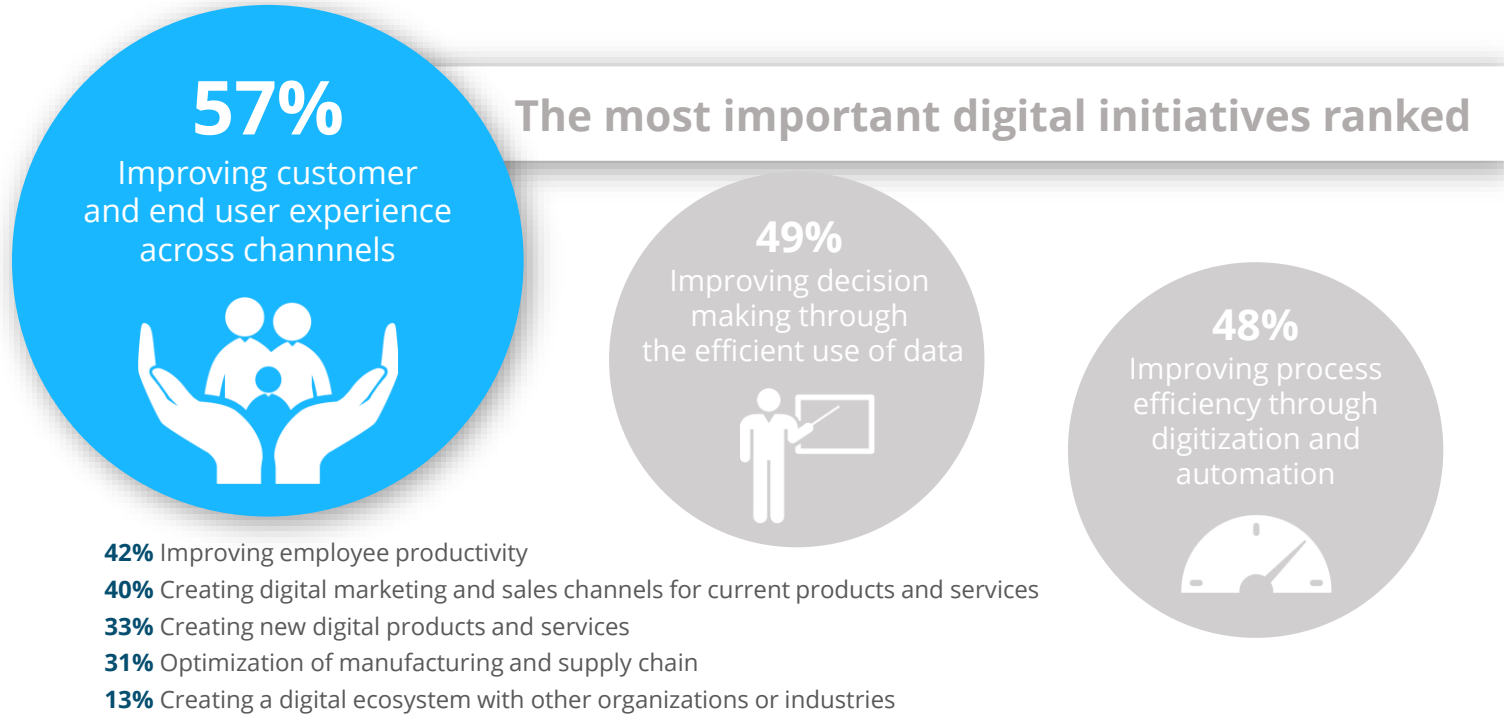 57%
Improving customer
and end user experience
across channnels
The most important digital initiatives ranked
49%
Improving decision
making through
the efficient use of data
48%
Improving process
efficiency through
digitization and
automation
42% Improving employee productivity
40% Creating digital marketing and sales channels for current products and services
33% Creating new digital products and services
31% Optimization of manufacturing and supply chain
13% Creating a digital ecosystem with other organizations or industries